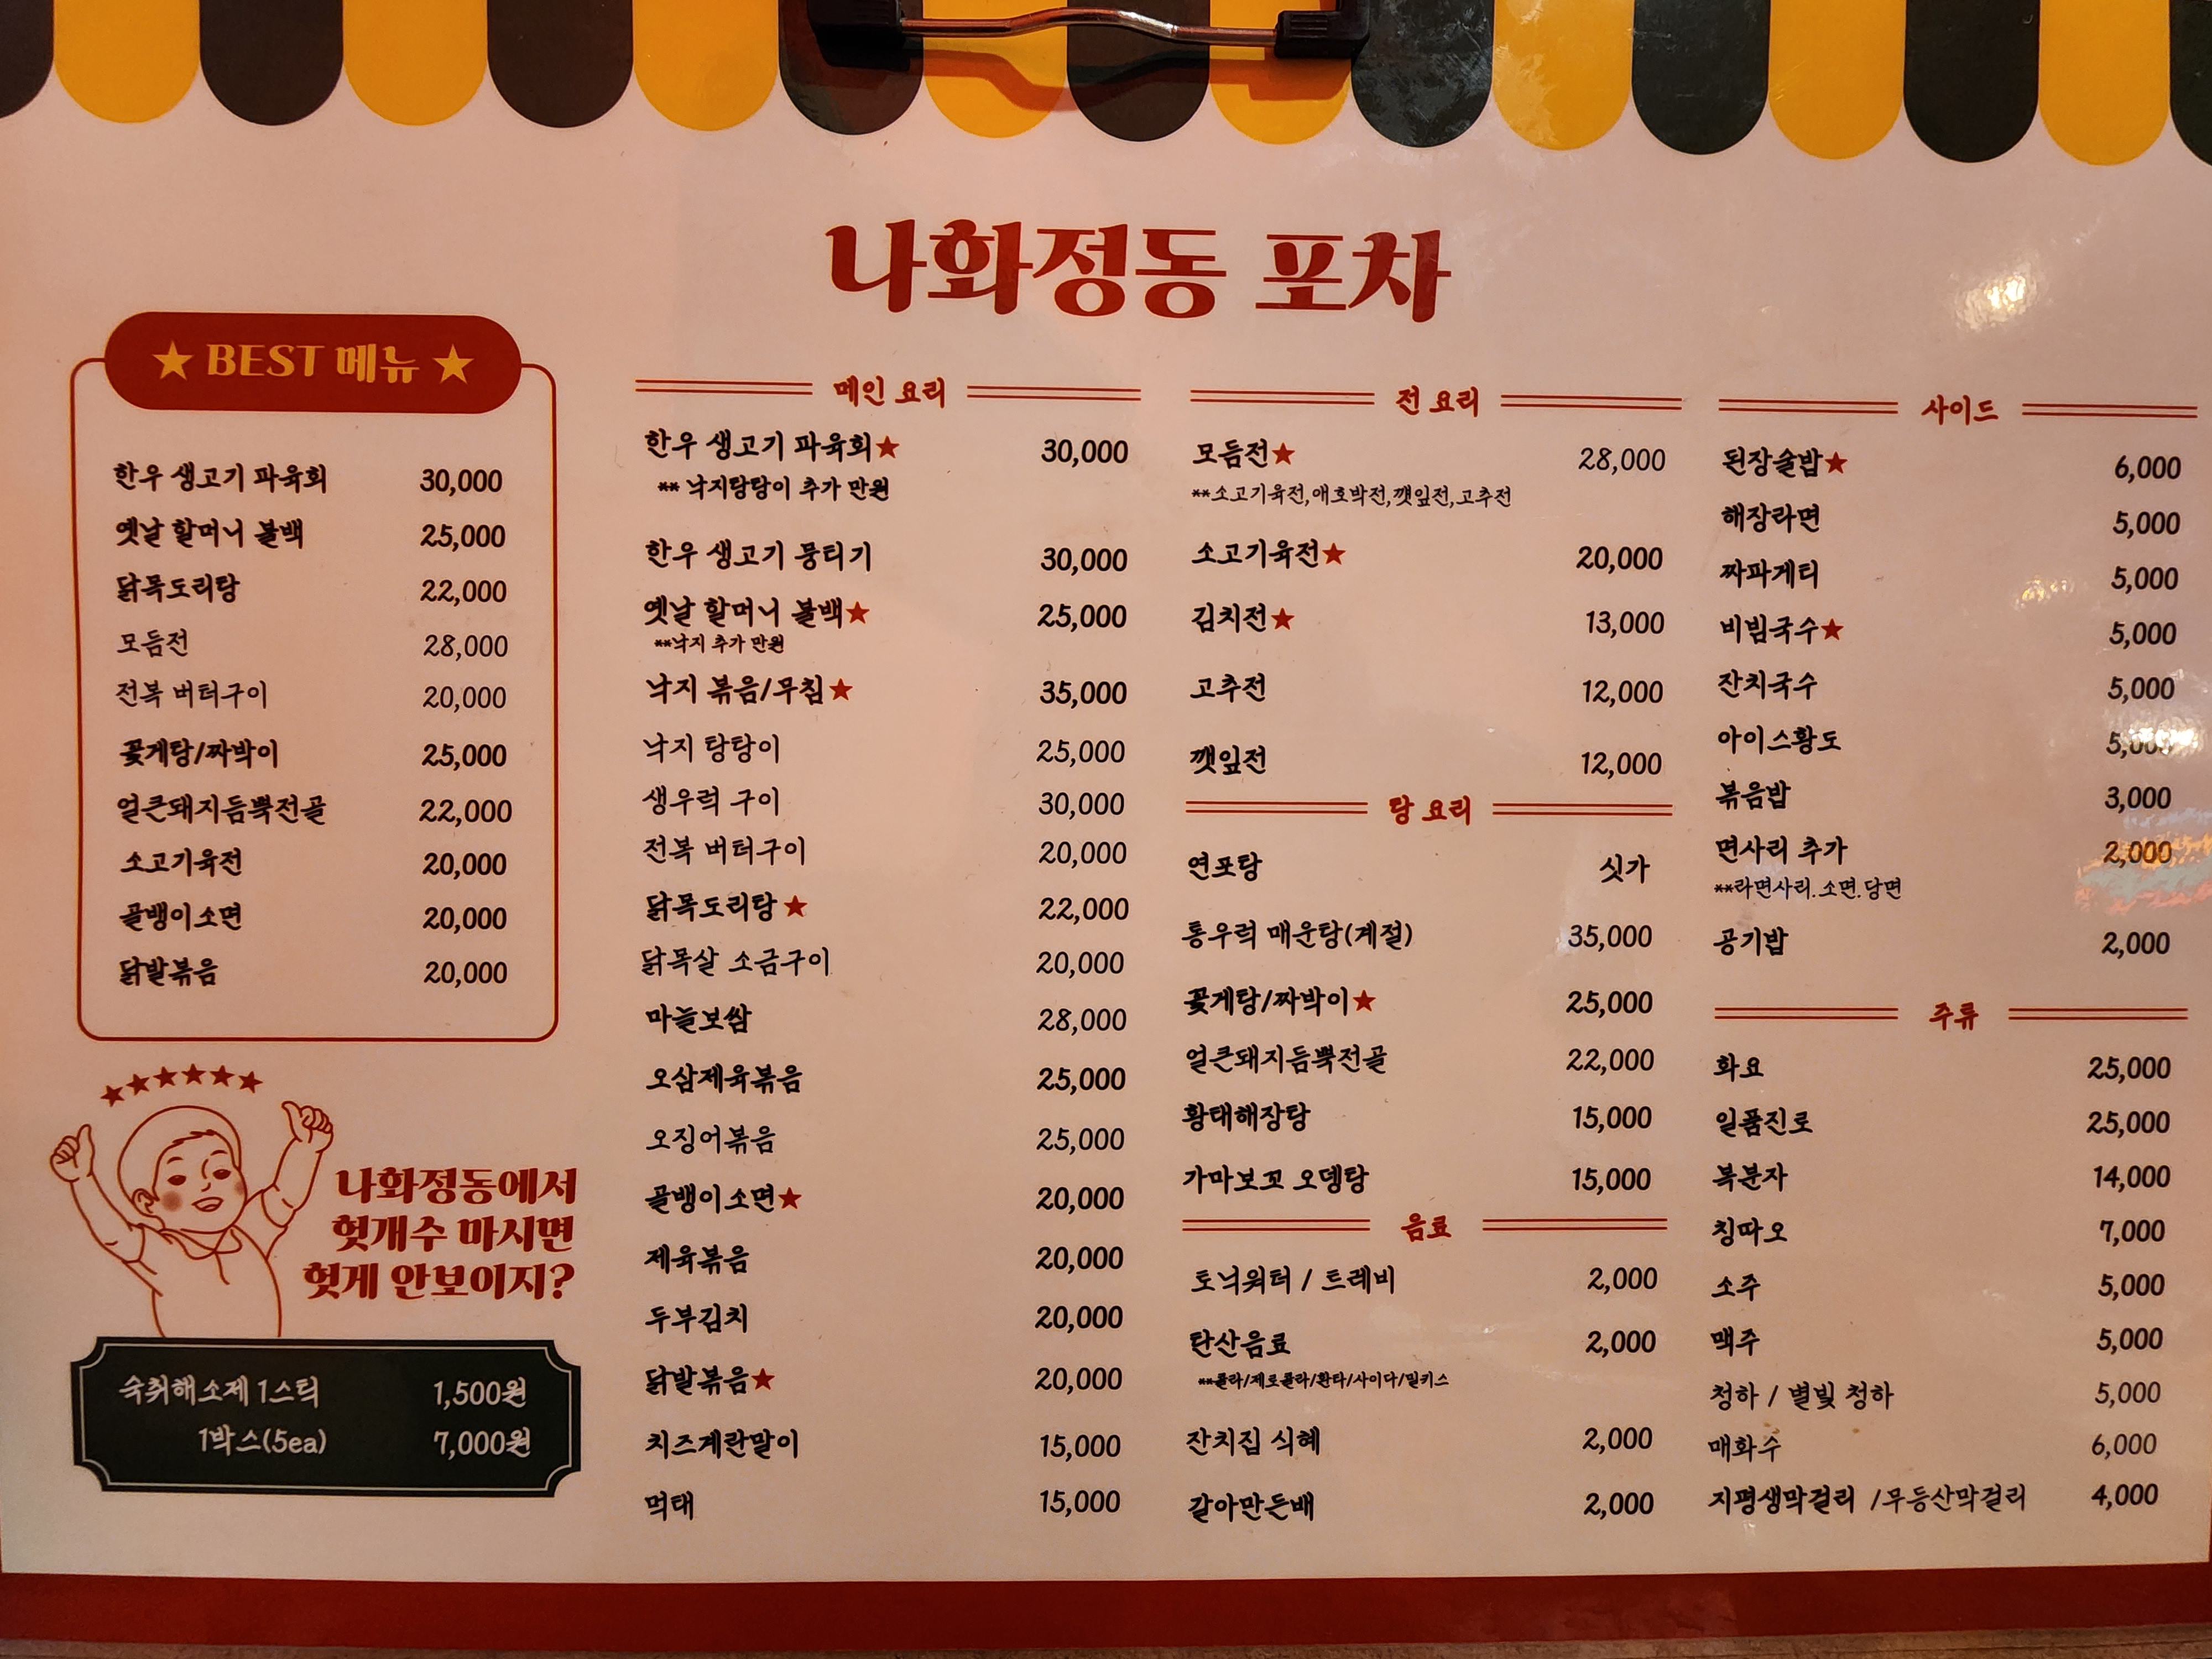 나화정동 포차
★ BEST 메뉴 ★
한우 생고기 파육회 30,000
옛날 할머니 불백 25,000
닭목도리탕 22,000
모듬전 28,000
전복 버터구이 20,000
꽃게탕/짜박이 25,000
얼큰돼지듬뿍전골 22,000
소고기육전 20,000
골뱅이소면 20,000
닭발볶음 20,000
나화정동에서
헛개수 마시면
헛게 안보이지?
숙취해소제 1스틱 1,500원
1박스(5ea) 7,000원
메인 요리
한우 생고기 파육회★ 30,000
** 낙지탕탕이 추가 만원
한우 생고기 뭉티기 30,000
옛날 할머니 불백★ 25,000
**낙지 추가 만원
낙지 볶음/무침★ 35,000
낙지 탕탕이 25,000
생우럭 구이 30,000
전복 버터구이 20,000
닭목도리탕★ 22,000
닭목살 소금구이 20,000
마늘보쌈 28,000
오삼제육볶음 25,000
오징어볶음 25,000
골뱅이소면★ 20,000
제육볶음 20,000
두부김치 20,000
닭발볶음★ 20,000
치즈계란말이 15,000
먹태 15,000
전 요리
모듬전★ 28,000
**소고기육전,애호박전,깻잎전,고추전
소고기육전★ 20,000
김치전★ 13,000
고추전 12,000
깻잎전 12,000
탕 요리
연포탕 싯가
통우럭 매운탕(계절) 35,000
꽃게탕/짜박이★ 25,000
얼큰돼지듬뿍전골 22,000
황태해장탕 15,000
가마보꼬 오뎅탕 15,000
음료
토닉워터 / 트레비 2,000
탄산음료 2,000
**콜라/제로콜라/환타/사이다/밀키스
잔치집 식혜 2,000
갈아만든배 2,000
사이드
된장술밥★ 6,000
해장라면 5,000
짜파게티 5,000
비빔국수★ 5,000
잔치국수 5,000
아이스황도 5,000
볶음밥 3,000
면사리 추가 2,000
**라면사리.소면.당면
공기밥 2,000
주류
화요 25,000
일품진로 25,000
복분자 14,000
칭따오 7,000
소주 5,000
맥주 5,000
청하 / 별빛 청하 5,000
매화수 6,000
지평생막걸리 /무등산막걸리 4,000